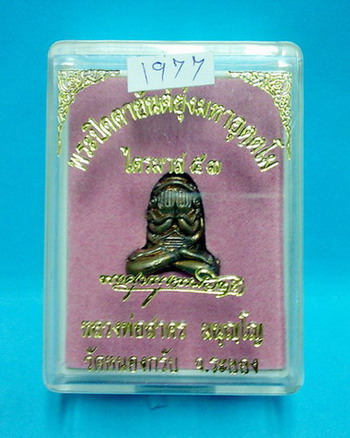 1977
พระปิดตายันต์ยุ่งมหาอุตตโม
ไตรมาส ๕๓
หลวงพ่อสาคร มนุญฺโญ
วัดหนองกรับ จ.ระยอง